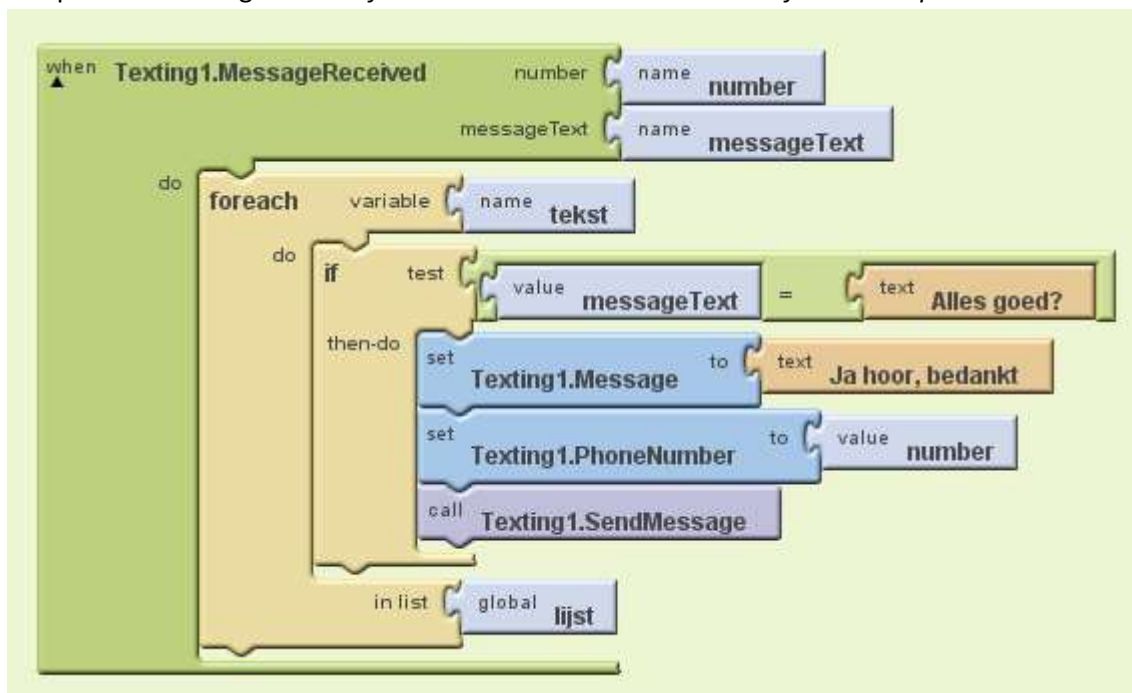 when Texting1.MessageReceived number name number
messageText name messageText
do foreach variable name tekst
do if test value messageText = text Alles goed?
then-do set Texting1.Message to text Ja hoor, bedankt
set Texting1.PhoneNumber to value number
call Texting1.SendMessage
in list global lijst